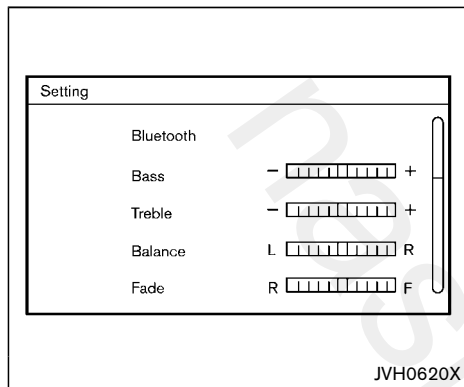 Setting
Bluetooth
Bass - +
Treble - +
Balance L R
Fade R F
JVH0620X